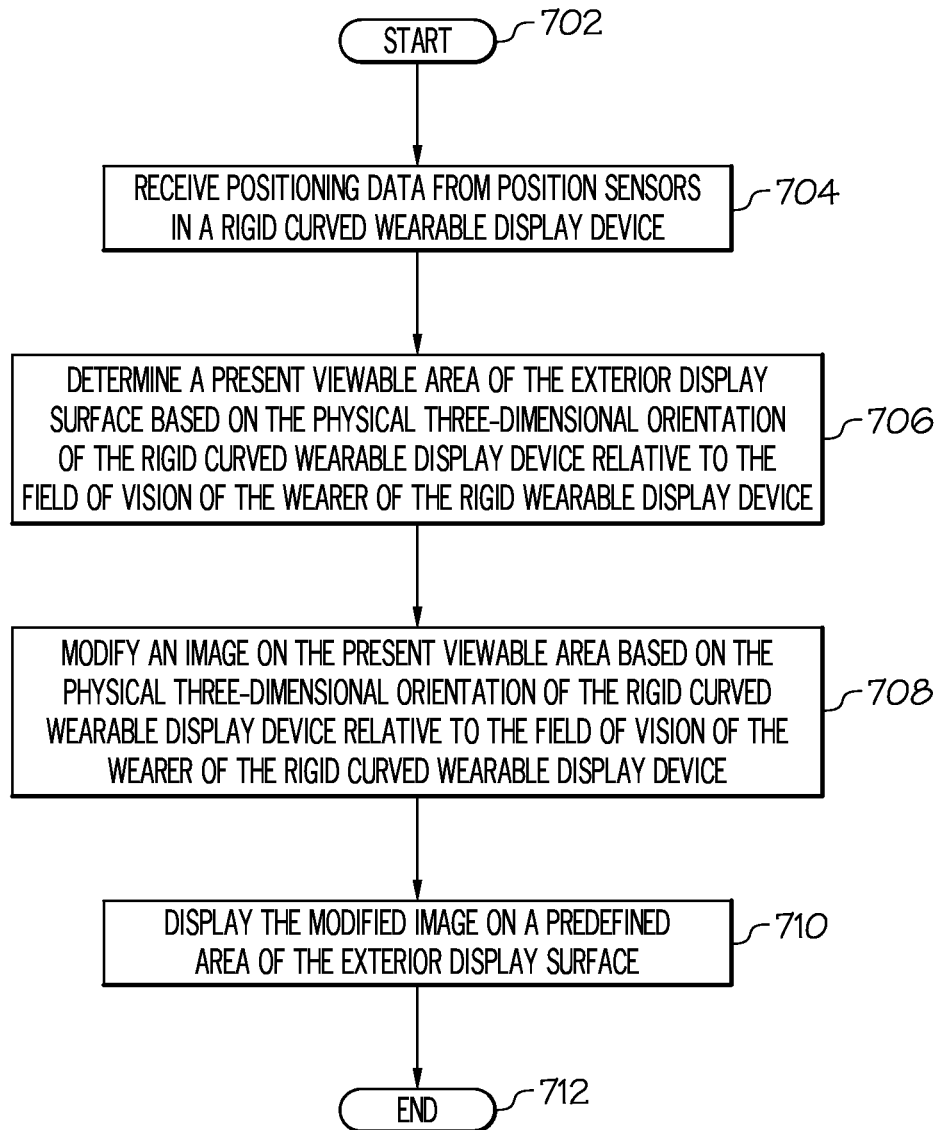 START
702
RECEIVE POSITIONING DATA FROM POSITION SENSORS
IN A RIGID CURVED WEARABLE DISPLAY DEVICE
704
DETERMINE A PRESENT VIEWABLE AREA OF THE EXTERIOR DISPLAY
SURFACE BASED ON THE PHYSICAL THREE-DIMENSIONAL ORIENTATION
OF THE RIGID CURVED WEARABLE DISPLAY DEVICE RELATIVE TO THE
FIELD OF VISION OF THE WEARER OF THE RIGID WEARABLE DISPLAY DEVICE
706
MODIFY AN IMAGE ON THE PRESENT VIEWABLE AREA BASED ON THE
PHYSICAL THREE-DIMENSIONAL ORIENTATION OF THE RIGID CURVED
WEARABLE DISPLAY DEVICE RELATIVE TO THE FIELD OF VISION OF THE
WEARER OF THE RIGID CURVED WEARABLE DISPLAY DEVICE
708
DISPLAY THE MODIFIED IMAGE ON A PREDEFINED
AREA OF THE EXTERIOR DISPLAY SURFACE
710
END
712